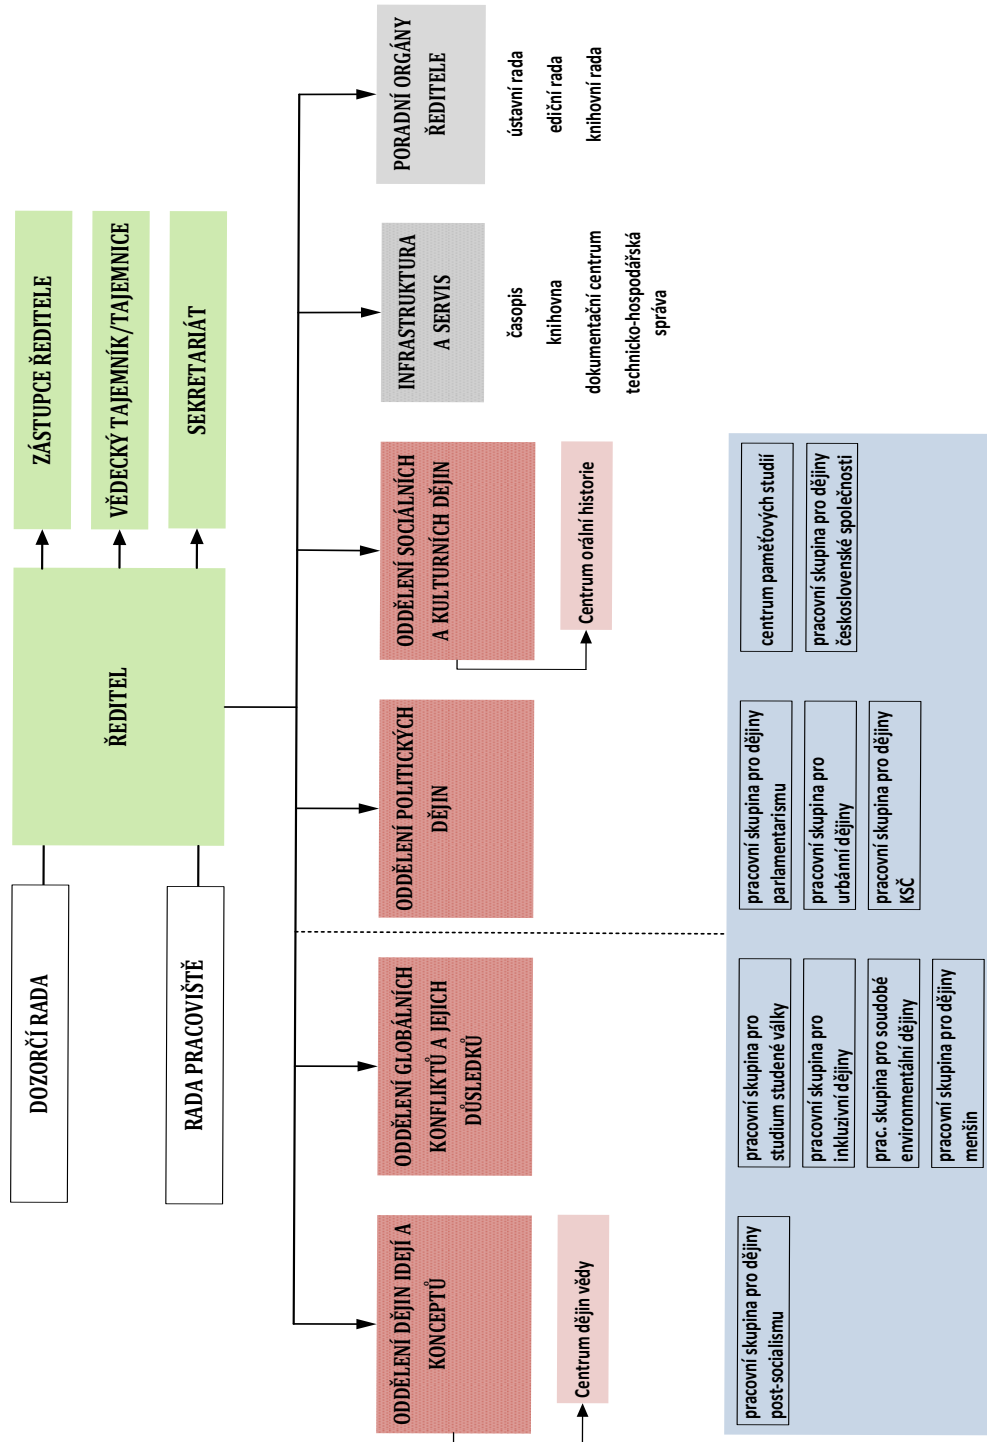 DOZORČÍ RADA
RADA PRACOVIŠTĚ
ŘEDITEL
ZÁSTUPCE ŘEDITELE
VĚDECKÝ TAJEMNÍK/TAJEMNICE
SEKRETARIÁT
ODDĚLENÍ DĚJIN IDEJÍ A
KONCEPTŮ
Centrum dějin vědy
ODDĚLENÍ GLOBÁLNÍCH
KONFLIKTŮ A JEJICH
DŮSLEDKŮ
ODDĚLENÍ POLITICKÝCH
DĚJIN
ODDĚLENÍ SOCIÁLNÍCH
A KULTURNÍCH DĚJIN
Centrum orální historie
INFRASTRUKTURA
A SERVIS
časopis
knihovna
dokumentační centrum
technicko-hospodářská
správa
PORADNÍ ORGÁNY
ŘEDITELE
ústavní rada
ediční rada
knihovní rada
pracovní skupina pro dějiny
post-socialismu
pracovní skupina pro
studium studené války
pracovní skupina pro
inkluzivní dějiny
prac. skupina pro soudobé
environmentální dějiny
pracovní skupina pro dějiny
menšin
pracovní skupina pro dějiny
parlamentarismu
pracovní skupina pro
urbánní dějiny
pracovní skupina pro dějiny
KSČ
centrum paměťových studií
pracovní skupina pro dějiny
československé společnosti